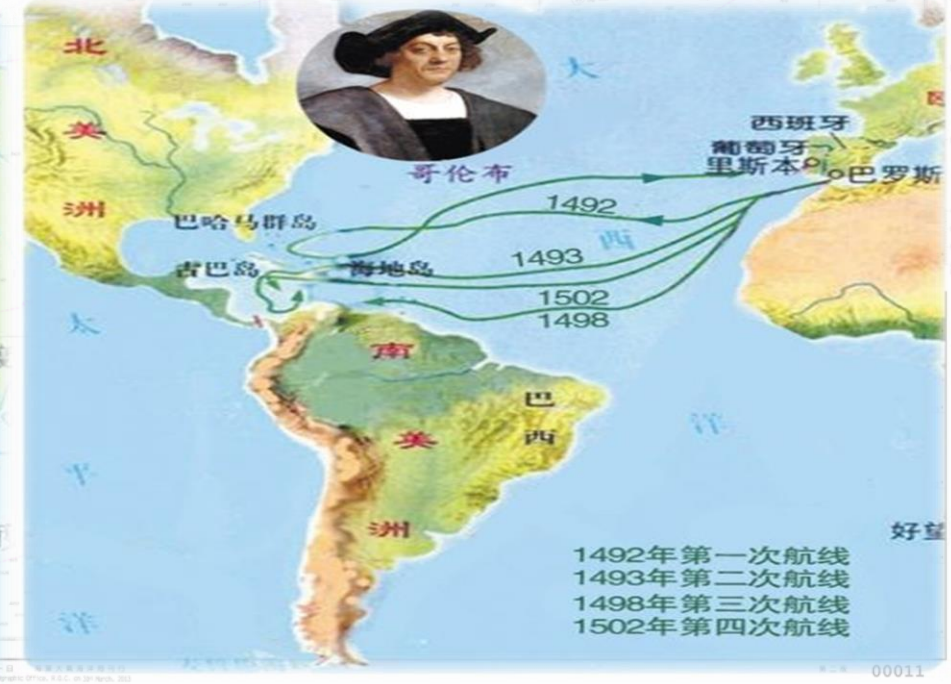 北
美
洲
大
西
洋
哥伦布
西班牙
葡萄牙
里斯本
巴罗斯
1492
巴哈马群岛
古巴岛
海地岛
1493
1502
1498
太
平
洋
南
美
洲
巴
西
好望
1492年第一次航线
1493年第二次航线
1498年第三次航线
1502年第四次航线
00011